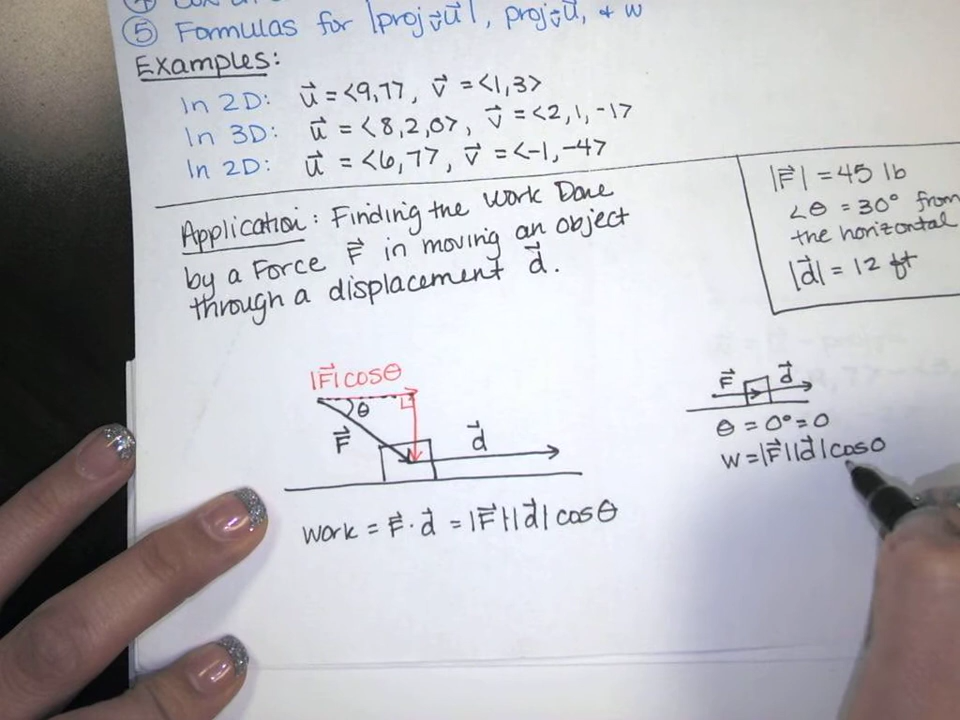 ⑤ Formulas for |proj_v⃗ u⃗|, proj_v⃗ u⃗, + w
Examples:
In 2D: u⃗ = <9,7>, v⃗ = <1,3>
In 3D: u⃗ = <8,2,0>, v⃗ = <2,1,-1>
In 2D: u⃗ = <6,7>, v⃗ = <-1,-4>
Application: Finding the Work Done
by a Force F⃗ in moving an object
through a displacement d⃗.
|F⃗| = 45 lb
∠θ = 30° from
the horizontal
|d⃗| = 12 ft
|F⃗|cosθ
θ
F⃗
d⃗
work = F⃗ · d⃗ = |F⃗||d⃗| cosθ
F⃗ d⃗
θ = 0° = 0
W = |F⃗||d⃗|cos0